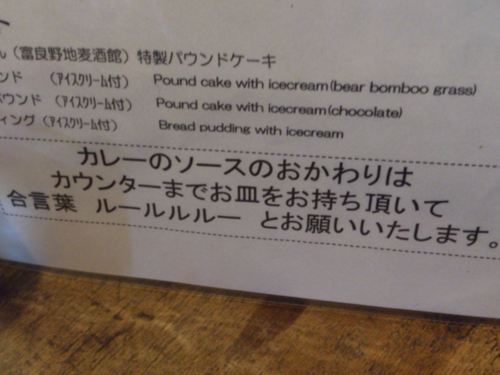 ん（富良野地麦酒館）特製パウンドケーキ
ンド （アイスクリーム付） Pound cake with icecream(bear bomboo grass)
パウンド （アイスクリーム付） Pound cake with icecream(chocolate)
ィング（アイスクリーム付） Bread pudding with icecream
カレーのソースのおかわりは
カウンターまでお皿をお持ち頂いて
合言葉 ルールルルー とお願いいたします。